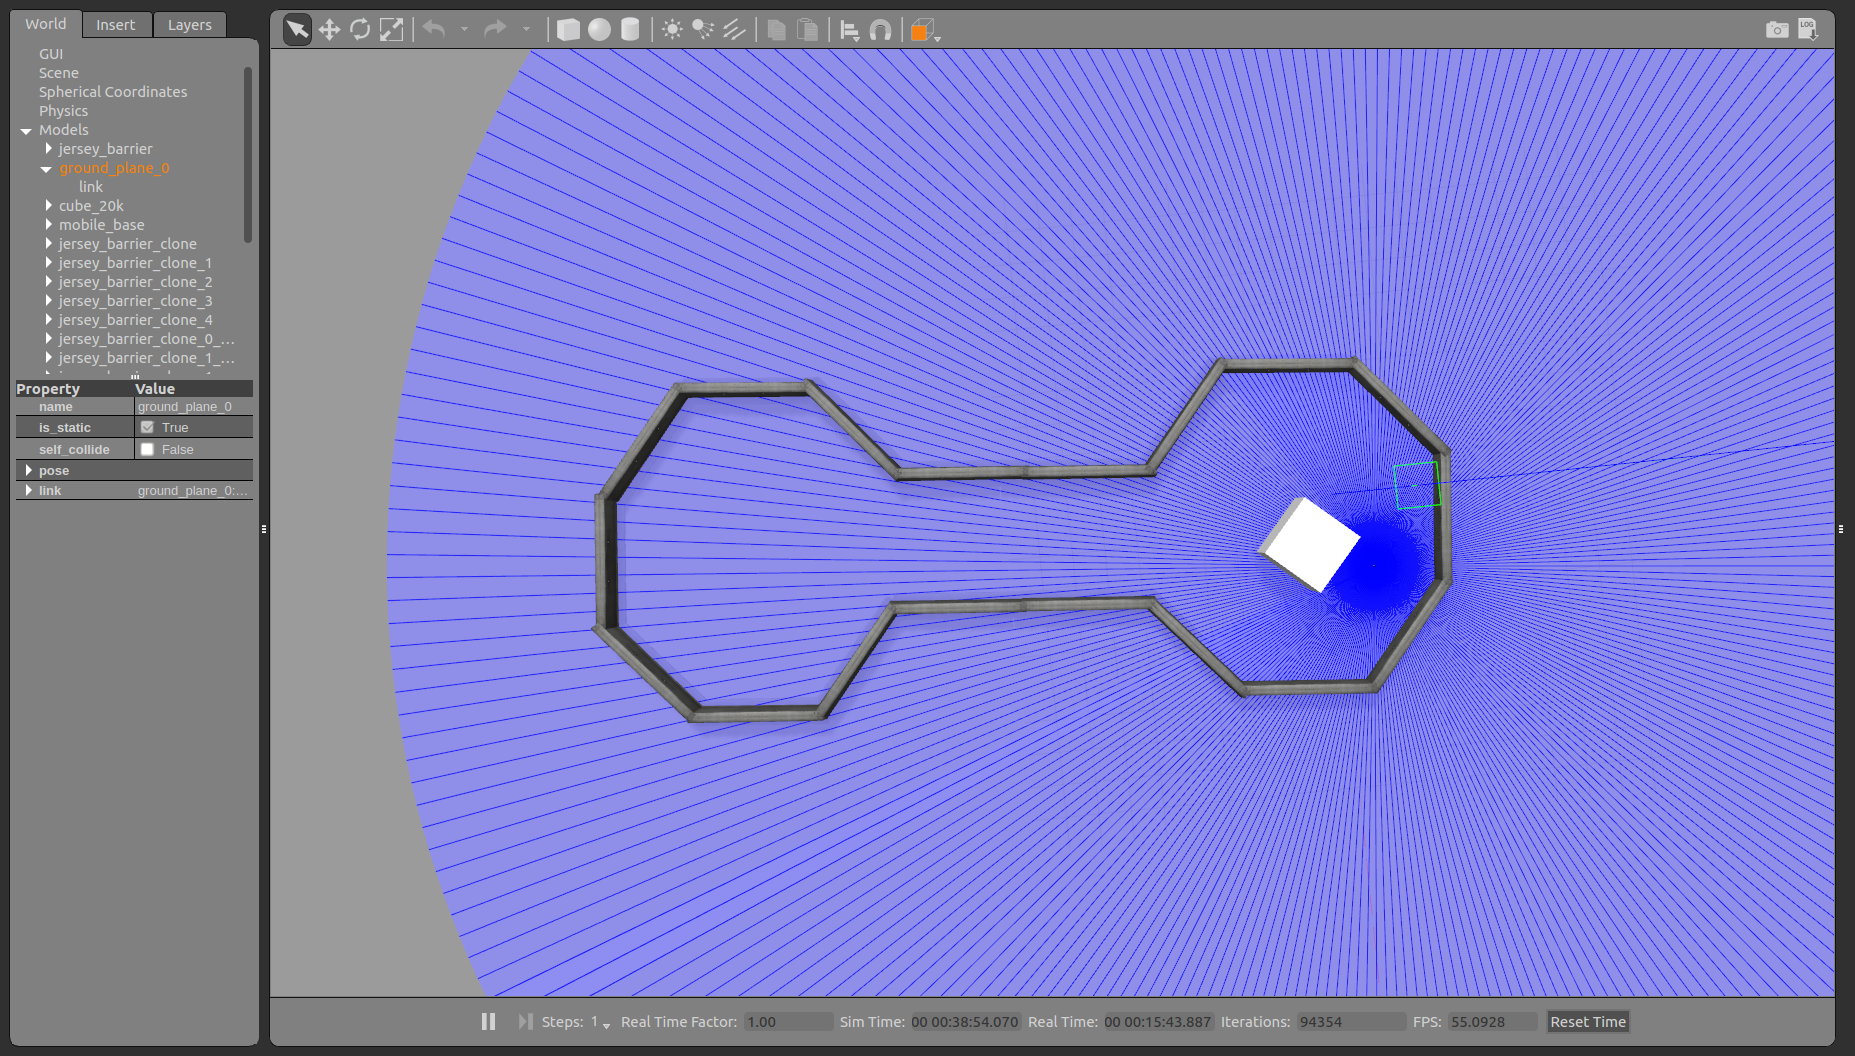 World Insert Layers
GUI
Scene
Spherical Coordinates
Physics
Models
jersey_barrier
ground_plane_0
link
cube_20k
mobile_base
jersey_barrier_clone
jersey_barrier_clone_1
jersey_barrier_clone_2
jersey_barrier_clone_3
jersey_barrier_clone_4
jersey_barrier_clone_0_...
jersey_barrier_clone_1_...
Property Value
name ground_plane_0
is_static True
self_collide False
pose
link ground_plane_0:...
LOG
Steps: 1 Real Time Factor: 1.00 Sim Time: 00 00:38:54.070 Real Time: 00 00:15:43.887 Iterations: 94354 FPS: 55.0928 Reset Time